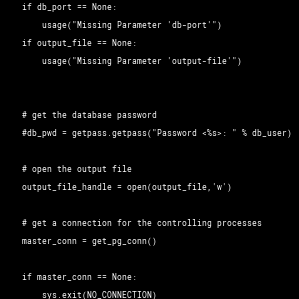 if db_port == None:
usage("Missing Parameter 'db-port'")
if output_file == None:
usage("Missing Parameter 'output-file'")
# get the database password
#db_pwd = getpass.getpass("Password <%s>: " % db_user)
# open the output file
output_file_handle = open(output_file,'w')
# get a connection for the controlling processes
master_conn = get_pg_conn()
if master_conn == None:
sys.exit(NO_CONNECTION)